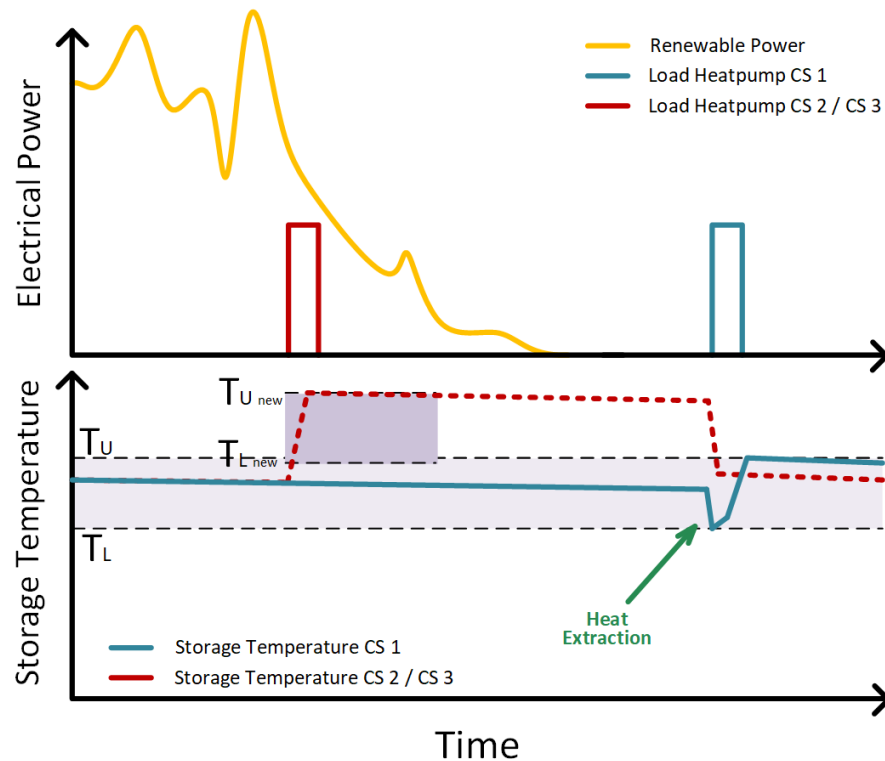 Electrical Power
Renewable Power
Load Heatpump CS 1
Load Heatpump CS 2 / CS 3
Storage Temperature
T U new
T U
T L new
T L
Heat
Extraction
Storage Temperature CS 1
Storage Temperature CS 2 / CS 3
Time